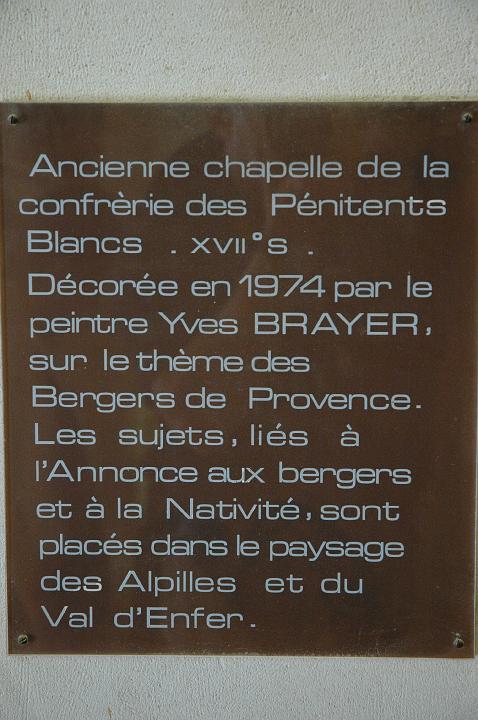 Ancienne chapelle de la
confrèrie des Pénitents
Blancs . XVII°s .
Décorée en 1974 par le
peintre Yves BRAYER,
sur le thème des
Bergers de Provence.
Les sujets, liés à
l'Annonce aux bergers
et à la Nativité, sont
placés dans le paysage
des Alpilles et du
Val d'Enfer.